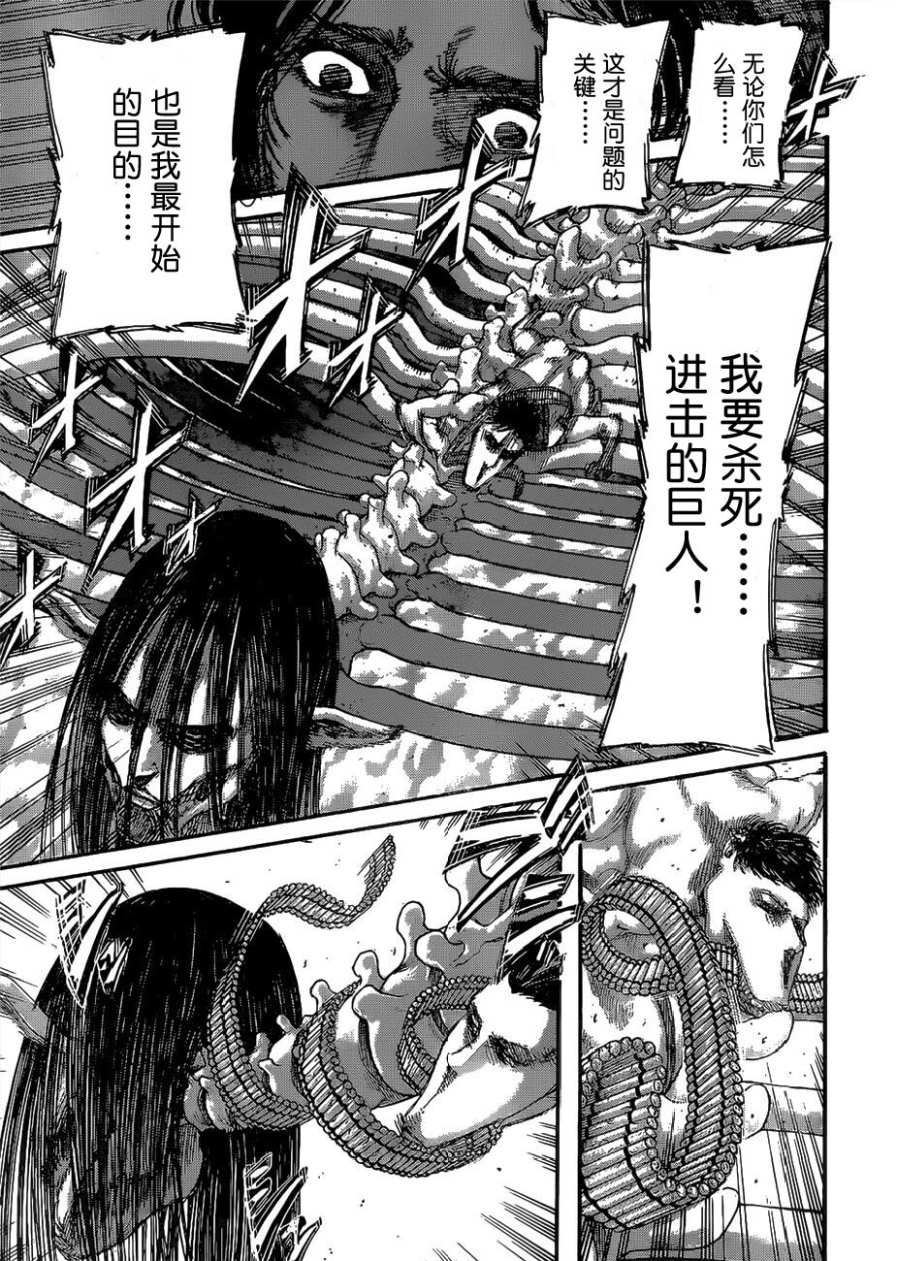 无论你们怎
么看……
这才是问题的
关键……
也是我最开始
的目的……
我要杀死……
进击的巨人！